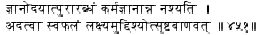 ज्ञानोदयात्पुरारब्धं कर्मज्ञानान्न नश्यति ।
अदत्वा स्वफलं लक्ष्यमुद्दिश्योत्सृष्टबाणवत् ॥ ४५१॥